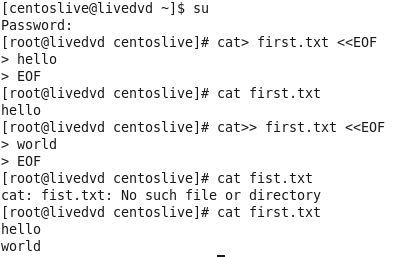 [centoslive@livedvd ~]$ su
Password:
[root@livedvd centoslive]# cat> first.txt <<EOF
> hello
> EOF
[root@livedvd centoslive]# cat first.txt
hello
[root@livedvd centoslive]# cat>> first.txt <<EOF
> world
> EOF
[root@livedvd centoslive]# cat fist.txt
cat: fist.txt: No such file or directory
[root@livedvd centoslive]# cat first.txt
hello
world